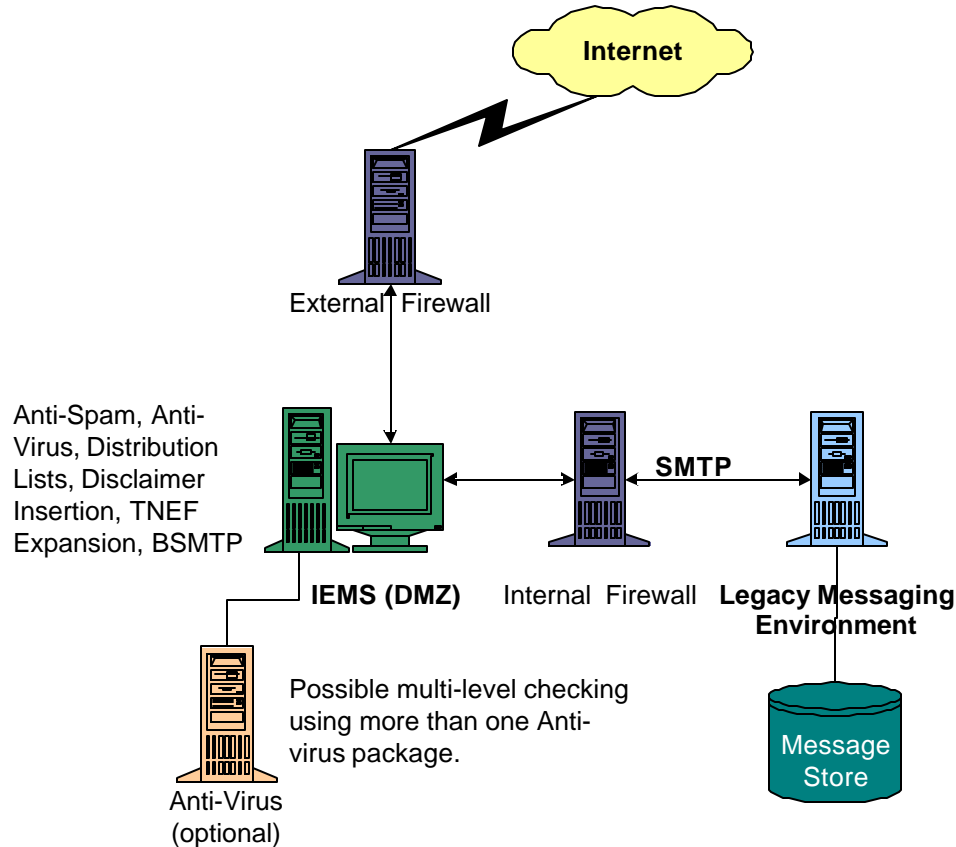 Internet
External Firewall
Anti-Spam, Anti-
Virus, Distribution
Lists, Disclaimer
Insertion, TNEF
Expansion, BSMTP
SMTP
IEMS (DMZ)
Internal Firewall
Legacy Messaging
Environment
Possible multi-level checking
using more than one Anti-
virus package.
Message
Store
Anti-Virus
(optional)